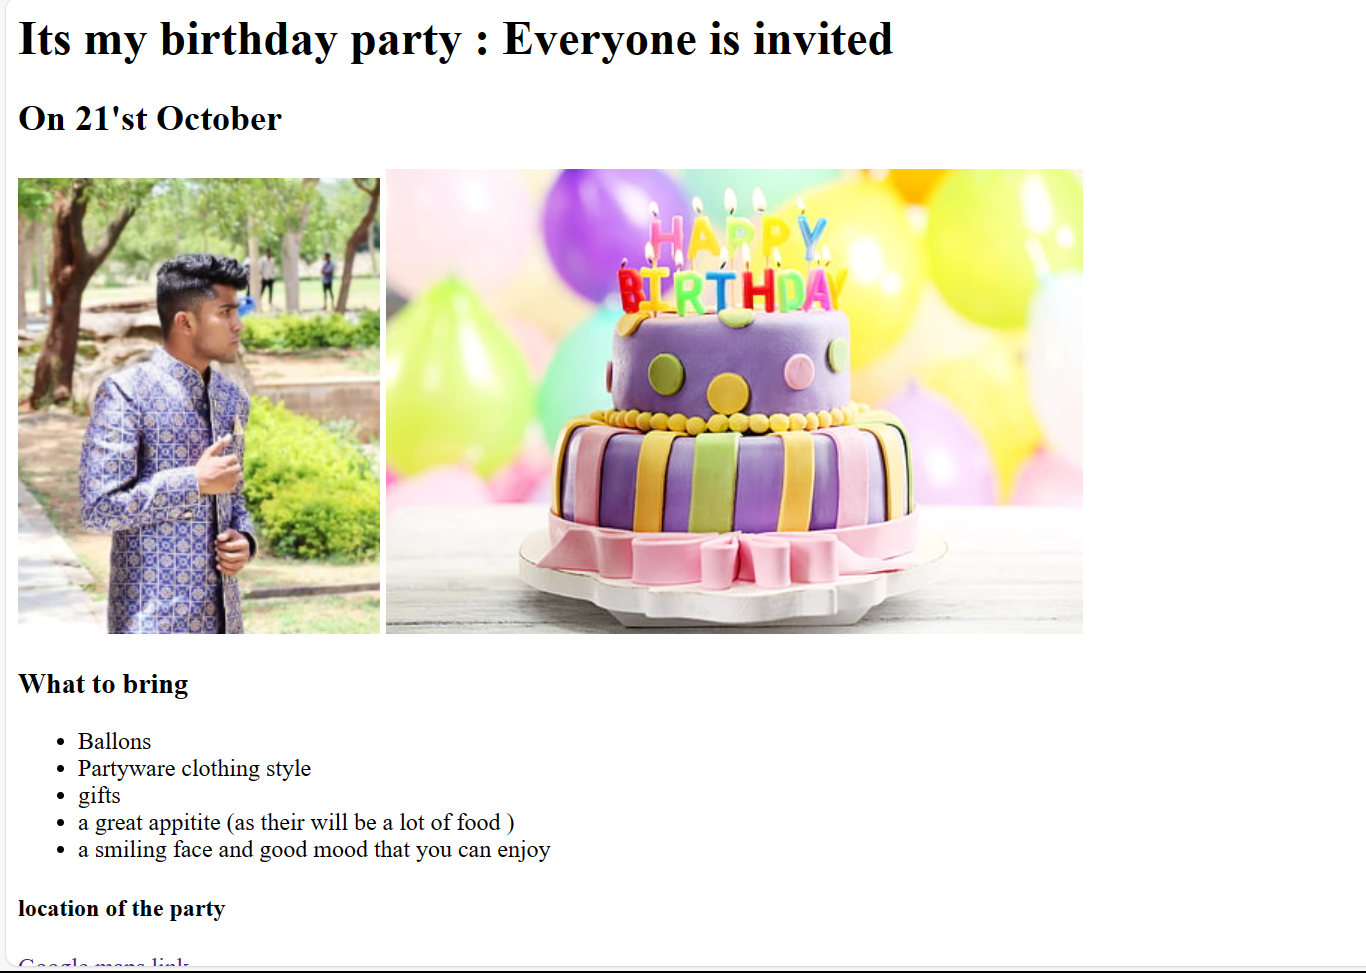 Its my birthday party : Everyone is invited
On 21'st October
HAPPY
BIRTHDAY
What to bring
Ballons
Partyware clothing style
gifts
a great appitite (as their will be a lot of food )
a smiling face and good mood that you can enjoy
location of the party
Google maps link